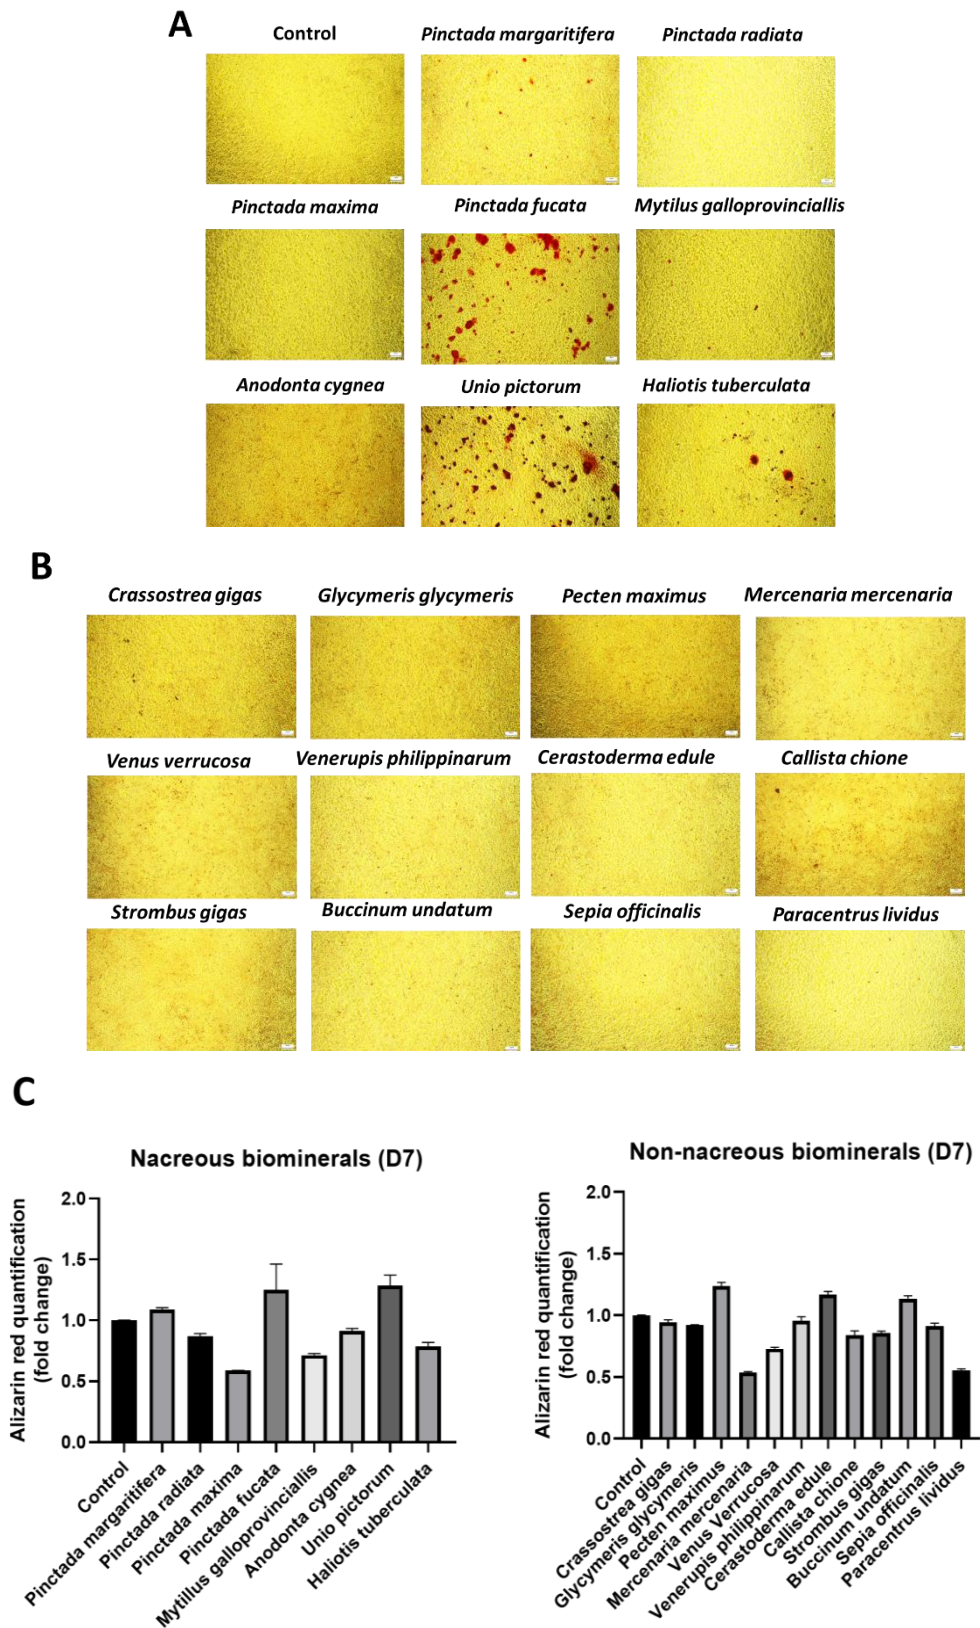 A
Control
Pinctada margaritifera
Pinctada radiata
Pinctada maxima
Pinctada fucata
Mytilus galloprovinciallis
Anodonta cygnea
Unio pictorum
Haliotis tuberculata
B
Crassostrea gigas
Glycymeris glycymeris
Pecten maximus
Mercenaria mercenaria
Venus verrucosa
Venerupis philippinarum
Cerastoderma edule
Callista chione
Strombus gigas
Buccinum undatum
Sepia officinalis
Paracentrus lividus
C
Nacreous biominerals (D7)
Alizarin red quantification
(fold change)
2.0
1.5
1.0
0.5
0.0
Control
Pinctada margaritifera
Pinctada radiata
Pinctada maxima
Pinctada fucata
Mytillus galloprovincillis
Anodonta cygnea
Unio pictorum
Haliotis tuberculata
Non-nacreous biominerals (D7)
Alizarin red quantification
(fold change)
2.0
1.5
1.0
0.5
0.0
Control
Crassostrea gigas
Glycymeris glycymeris
Pecten maximus
Mercenaria mercenaria
Venus Verrucosa
Venerupis philippinarum
Cerastoderma edule
Callista chione
Strombus gigas
Buccinum undatum
Sepia officinalis
Paracentrus lividus